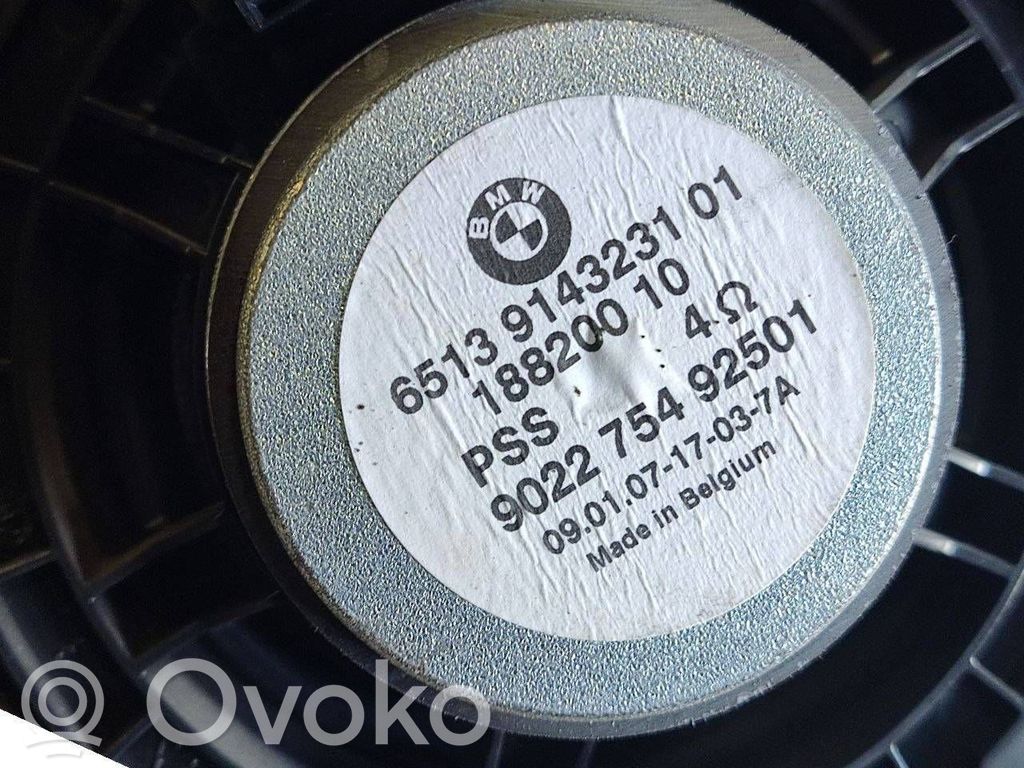 BMW
6513 9143231 01
188200 10
PSS 4 Ω
9022 754 92501
09.01.07-17-03-7A
Made in Belgium
R Ovoko